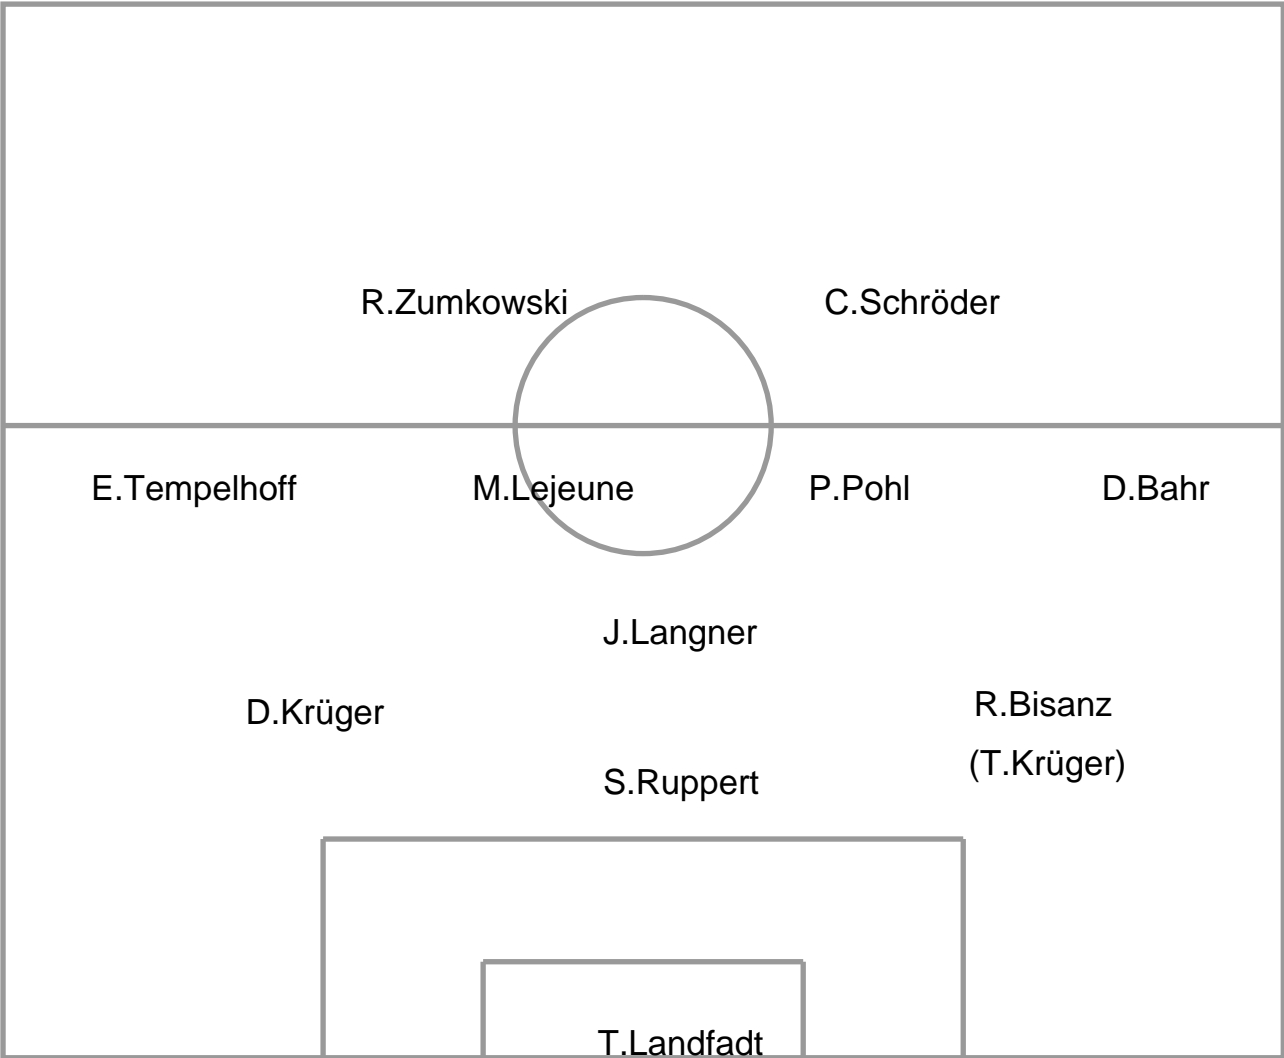 R.Zumkowski
C.Schröder
E.Tempelhoff
M.Lejeune
P.Pohl
D.Bahr
J.Langner
D.Krüger
R.Bisanz
(T.Krüger)
S.Ruppert
T.Landfadt